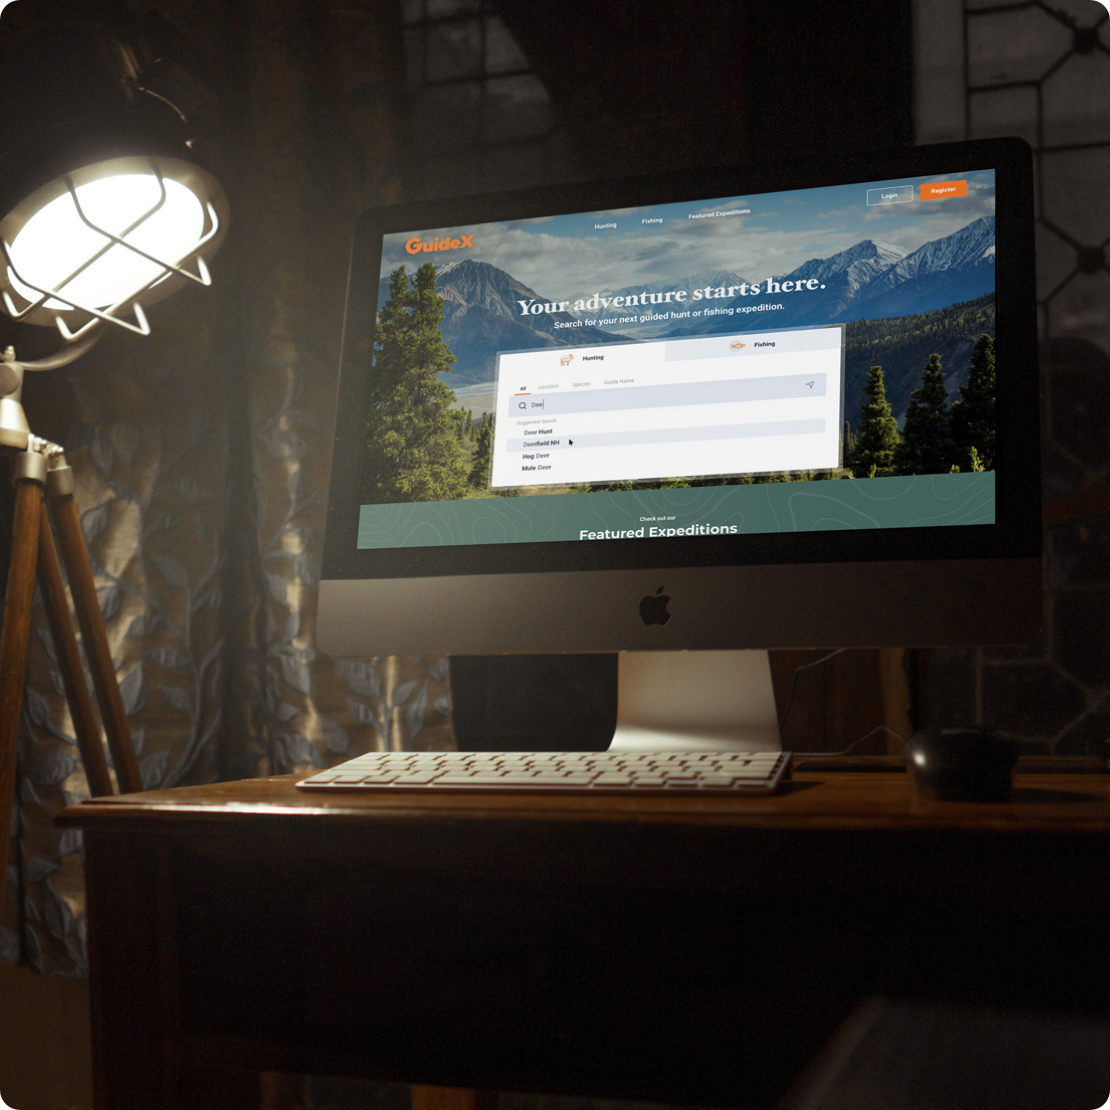 Hunting
Fishing
Featured Expeditions
Login
Register
GuideX
Your adventure starts here.
Search for your next guided hunt or fishing expedition.
Hunting
Fishing
All
Location
Species
Guide Name
Deer
Suggested Search
Deer Hunt
Deerfield NH
Hog Deer
Mule Deer
Check out our
Featured Expeditions